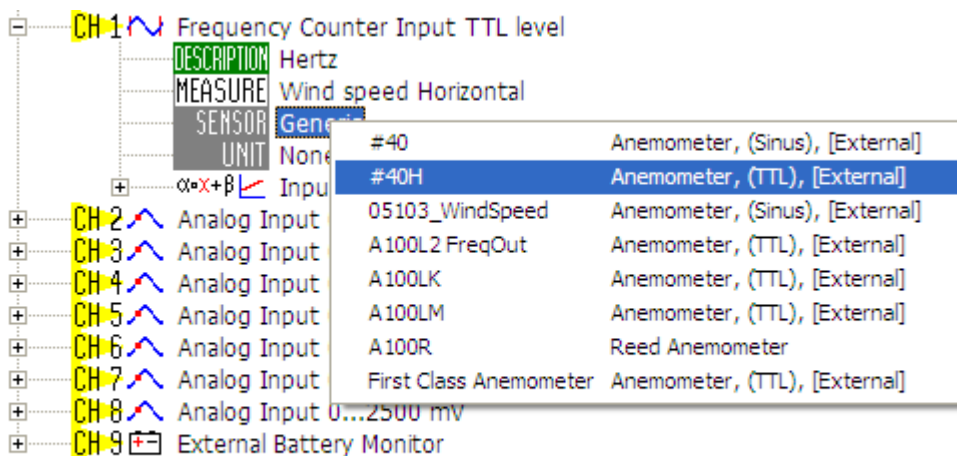 CH 1 Frequency Counter Input TTL level
DESCRIPTION Hertz
MEASURE Wind speed Horizontal
SENSOR Generic
UNIT None
α•X+β Inpu
CH 2 Analog Input
CH 3 Analog Input
CH 4 Analog Input
CH 5 Analog Input
CH 6 Analog Input
CH 7 Analog Input
CH 8 Analog Input 0...2500 mV
CH 9 External Battery Monitor
#40 Anemometer, (Sinus), [External]
#40H Anemometer, (TTL), [External]
05103_WindSpeed Anemometer, (Sinus), [External]
A100L2 FreqOut Anemometer, (TTL), [External]
A100LK Anemometer, (TTL), [External]
A100LM Anemometer, (TTL), [External]
A100R Reed Anemometer
First Class Anemometer Anemometer, (TTL), [External]